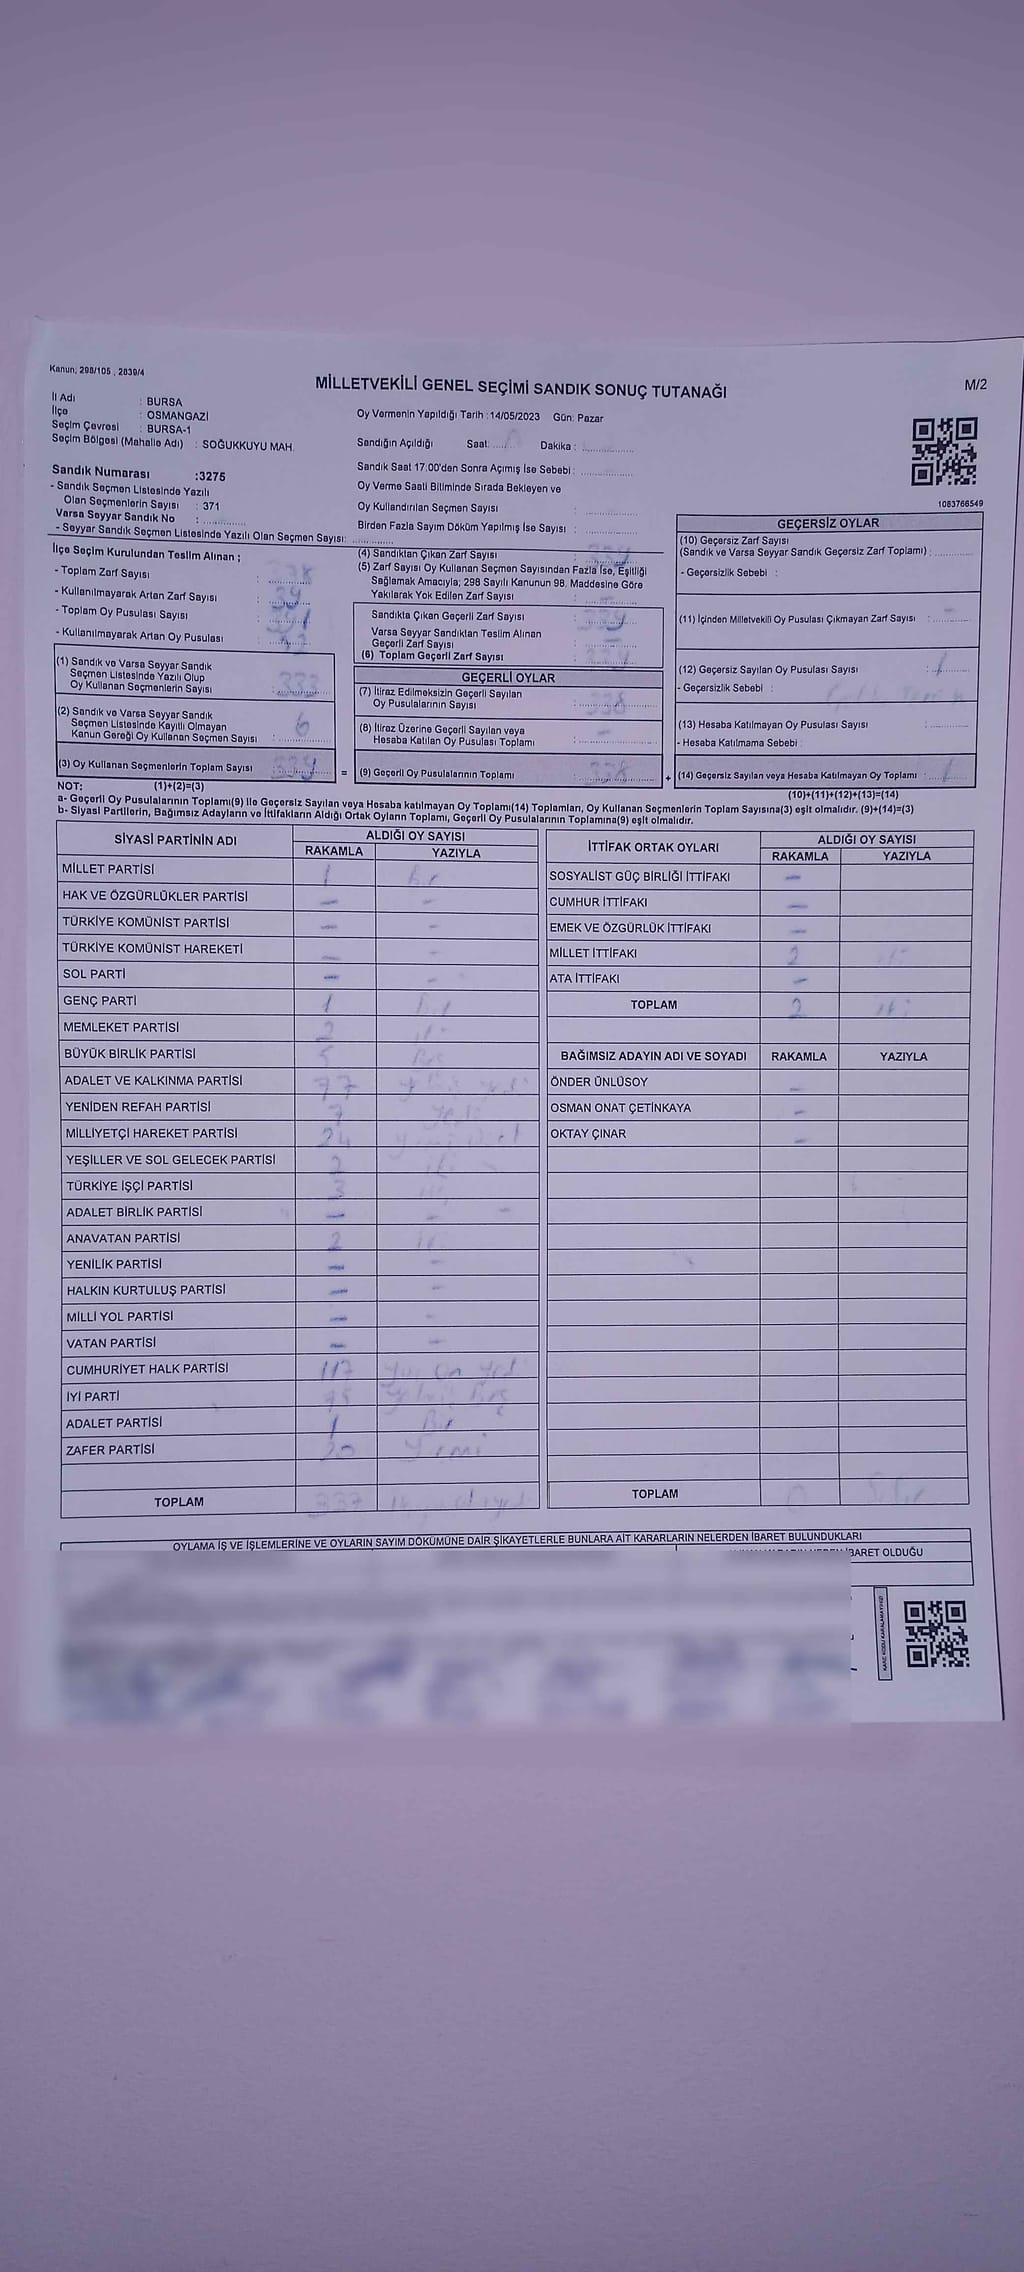 Kanun; 298/105 , 2839/4
MİLLETVEKİLİ GENEL SEÇİMİ SANDIK SONUÇ TUTANAĞI
M/2
İl Adı : BURSA
İlçe : OSMANGAZİ
Seçim Çevresi : BURSA-1
Seçim Bölgesi (Mahalle Adı) : SOĞUKKUYU MAH.
Oy Vermenin Yapıldığı Tarih : 14/05/2023 Gün: Pazar
Sandığın Açıldığı Saat: Dakika :
Sandık Saat 17.00'den Sonra Açımış İse Sebebi :
Oy Verme Saati Bitiminde Sırada Bekleyen ve
Oy Kullandırılan Seçmen Sayısı :
Birden Fazla Sayım Döküm Yapılmış İse Sayısı :
1083766549
Sandık Numarası :3275
- Sandık Seçmen Listesinde Yazılı
Olan Seçmenlerin Sayısı : 371
Varsa Seyyar Sandık No :
- Seyyar Sandık Seçmen Listesinde Yazılı Olan Seçmen Sayısı:
İlçe Seçim Kurulundan Teslim Alınan ;
- Toplam Zarf Sayısı :
- Kullanılmayarak Artan Zarf Sayısı : 39
- Toplam Oy Pusulası Sayısı :
- Kullanılmayarak Artan Oy Pusulası :
(1) Sandık ve Varsa Seyyar Sandık
Seçmen Listesinde Yazılı Olup
Oy Kullanan Seçmenlerin Sayısı : 333
(2) Sandık ve Varsa Seyyar Sandık
Seçmen Listesinde Kayıtlı Olmayan
Kanun Gereği Oy Kullanan Seçmen Sayısı : 6
(3) Oy Kullanan Seçmenlerin Toplam Sayısı : 339
(4) Sandıktan Çıkan Zarf Sayısı : 339
(5) Zarf Sayısı Oy Kullanan Seçmen Sayısından Fazla İse, Eşitliği
Sağlamak Amacıyla; 298 Sayılı Kanunun 98. Maddesine Göre
Yakılarak Yok Edilen Zarf Sayısı : -
Sandıkta Çıkan Geçerli Zarf Sayısı : 339
Varsa Seyyar Sandıktan Teslim Alınan
Geçerli Zarf Sayısı : -
(6) Toplam Geçerli Zarf Sayısı : 339
GEÇERLİ OYLAR
(7) İtiraz Edilmeksizin Geçerli Sayılan
Oy Pusulalarının Sayısı : 338
(8) İtiraz Üzerine Geçerli Sayılan veya
Hesaba Katılan Oy Pusulası Toplamı : -
= (9) Geçerli Oy Pusulalarının Toplamı : 338
GEÇERSİZ OYLAR
(10) Geçersiz Zarf Sayısı
(Sandık ve Varsa Seyyar Sandık Geçersiz Zarf Toplamı) :
- Geçersizlik Sebebi :
(11) İçinden Milletvekili Oy Pusulası Çıkmayan Zarf Sayısı : -
(12) Geçersiz Sayılan Oy Pusulası Sayısı : 1
- Geçersizlik Sebebi :
(13) Hesaba Katılmayan Oy Pusulası Sayısı :
- Hesaba Katılmama Sebebi :
+ (14) Geçersiz Sayılan veya Hesaba Katılmayan Oy Toplamı : 1
NOT: (1)+(2)=(3)
(10)+(11)+(12)+(13)=(14)
a- Geçerli Oy Pusulalarının Toplamı(9) ile Geçersiz Sayılan veya Hesaba katılmayan Oy Toplamı(14) Toplamları, Oy Kullanan Seçmenlerin Toplam Sayısına(3) eşit olmalıdır. (9)+(14)=(3)
b- Siyasi Partilerin, Bağımsız Adayların ve İttifakların Aldığı Ortak Oyların Toplamı, Geçerli Oy Pusulalarının Toplamına(9) eşit olmalıdır.
SİYASİ PARTİNİN ADI ALDIĞI OY SAYISI
RAKAMLA YAZIYLA
MİLLET PARTİSİ 1 Bir
HAK VE ÖZGÜRLÜKLER PARTİSİ - -
TÜRKİYE KOMÜNİST PARTİSİ - -
TÜRKİYE KOMÜNİST HAREKETİ - -
SOL PARTİ - -
GENÇ PARTİ 1 Bir
MEMLEKET PARTİSİ 2 İki
BÜYÜK BİRLİK PARTİSİ 5 Beş
ADALET VE KALKINMA PARTİSİ 77
YENİDEN REFAH PARTİSİ 7 Yedi
MİLLİYETÇİ HAREKET PARTİSİ 24
YEŞİLLER VE SOL GELECEK PARTİSİ 2 İki
TÜRKİYE İŞÇİ PARTİSİ 3
ADALET BİRLİK PARTİSİ - -
ANAVATAN PARTİSİ 2 İki
YENİLİK PARTİSİ - -
HALKIN KURTULUŞ PARTİSİ - -
MİLLİ YOL PARTİSİ - -
VATAN PARTİSİ - -
CUMHURİYET HALK PARTİSİ 117 Yüz On Yedi
İYİ PARTİ 75 Yetmiş Beş
ADALET PARTİSİ 1 Bir
ZAFER PARTİSİ 20 Yirmi
TOPLAM 337
İTTİFAK ORTAK OYLARI ALDIĞI OY SAYISI
RAKAMLA YAZIYLA
SOSYALİST GÜÇ BİRLİĞİ İTTİFAKI -
CUMHUR İTTİFAKI -
EMEK VE ÖZGÜRLÜK İTTİFAKI -
MİLLET İTTİFAKI 2 İki
ATA İTTİFAKI -
TOPLAM 2 İki
BAĞIMSIZ ADAYIN ADI VE SOYADI RAKAMLA YAZIYLA
ÖNDER ÜNLÜSOY -
OSMAN ONAT ÇETİNKAYA -
OKTAY ÇINAR -
TOPLAM 0 Sıfır
OYLAMA İŞ VE İŞLEMLERİNE VE OYLARIN SAYIM DÖKÜMÜNE DAİR ŞİKAYETLERLE BUNLARA AİT KARARLARIN NELERDEN İBARET BULUNDUKLARI
İBARET OLDUĞU
KARE KODU KARALAMAYINIZ!